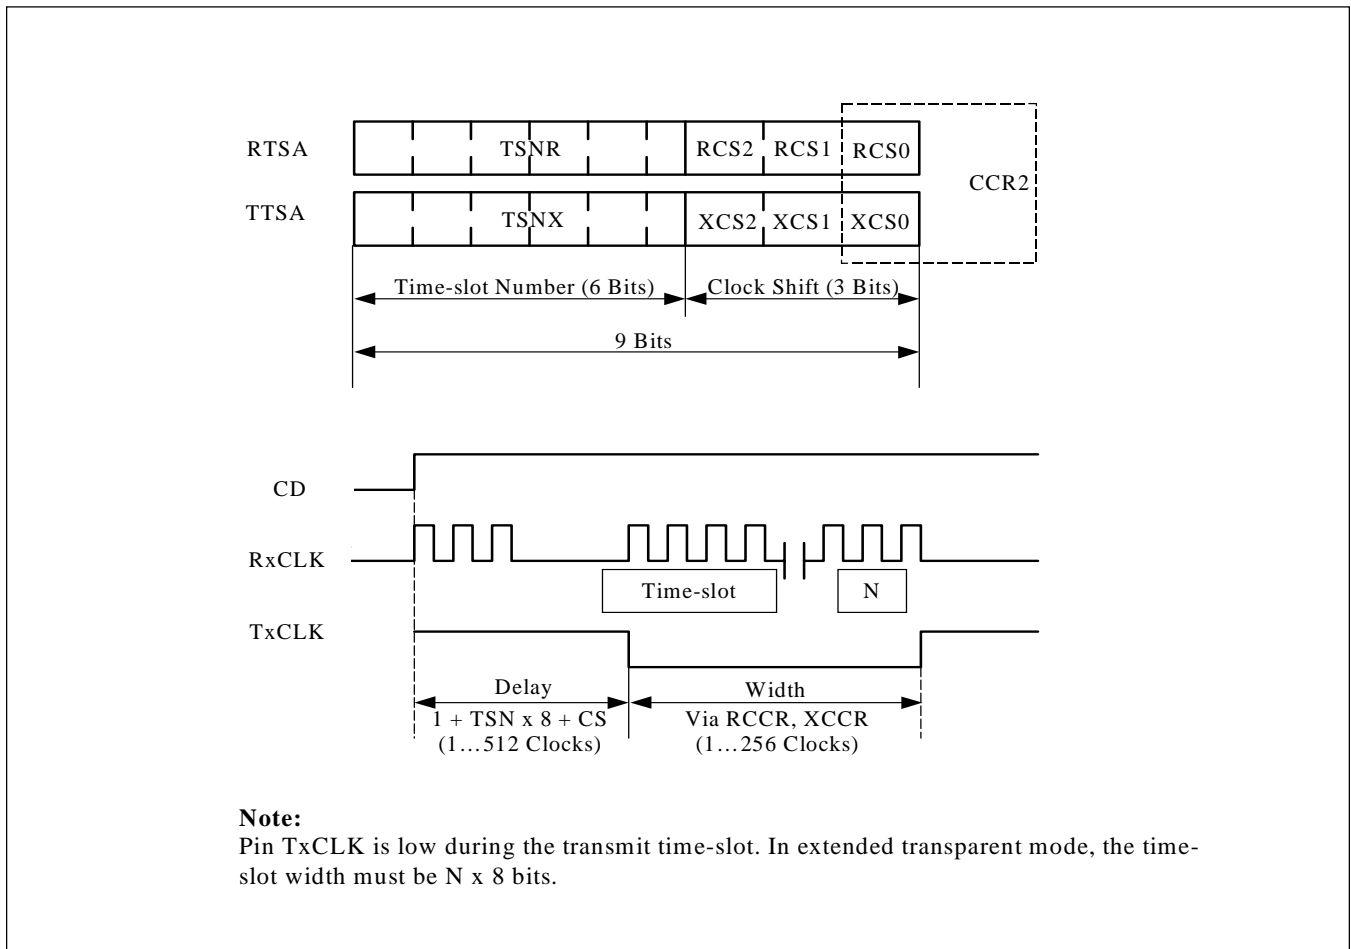 RTSA TSNR RCS2 RCS1 RCS0
CCR2
TTSA TSNX XCS2 XCS1 XCS0
Time-slot Number (6 Bits) Clock Shift (3 Bits)
9 Bits
CD
RxCLK
Time-slot N
TxCLK
Delay Width
1 + TSN x 8 + CS Via RCCR, XCCR
(1…512 Clocks) (1…256 Clocks)
Note:
Pin TxCLK is low during the transmit time-slot. In extended transparent mode, the time-
slot width must be N x 8 bits.